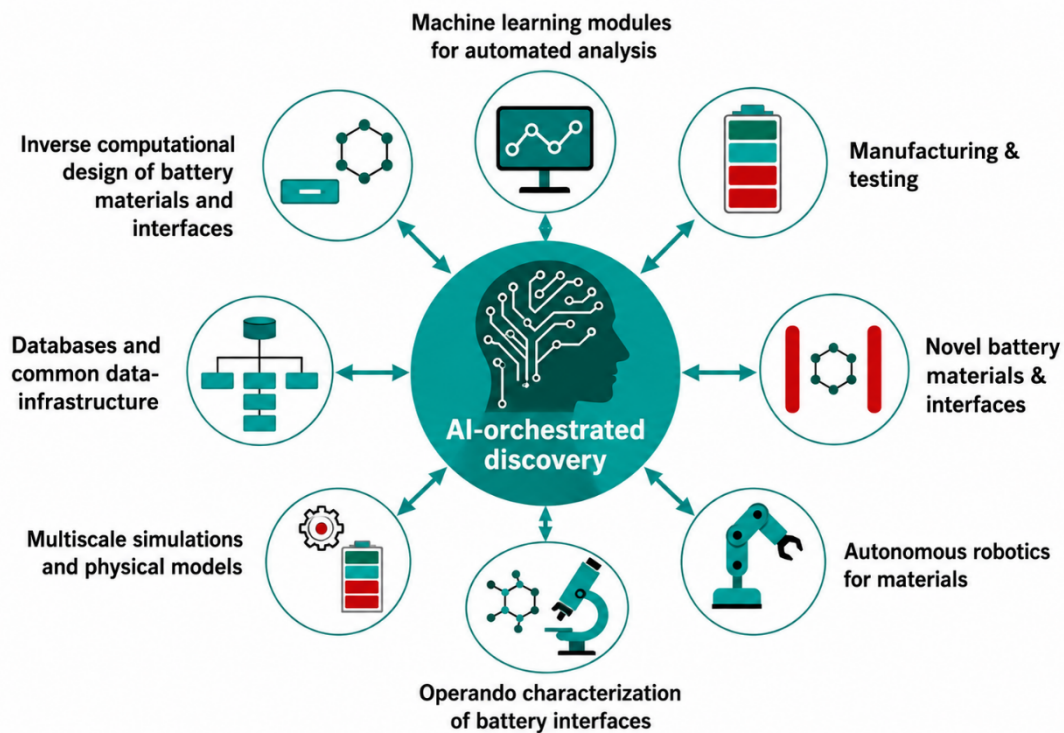 Machine learning modules
for automated analysis
Inverse computational
design of battery
materials and
interfaces
Manufacturing &
testing
Databases and
common data-
infrastructure
AI-orchestrated
discovery
Novel battery
materials &
interfaces
Multiscale simulations
and physical models
Autonomous robotics
for materials
Operando characterization
of battery interfaces